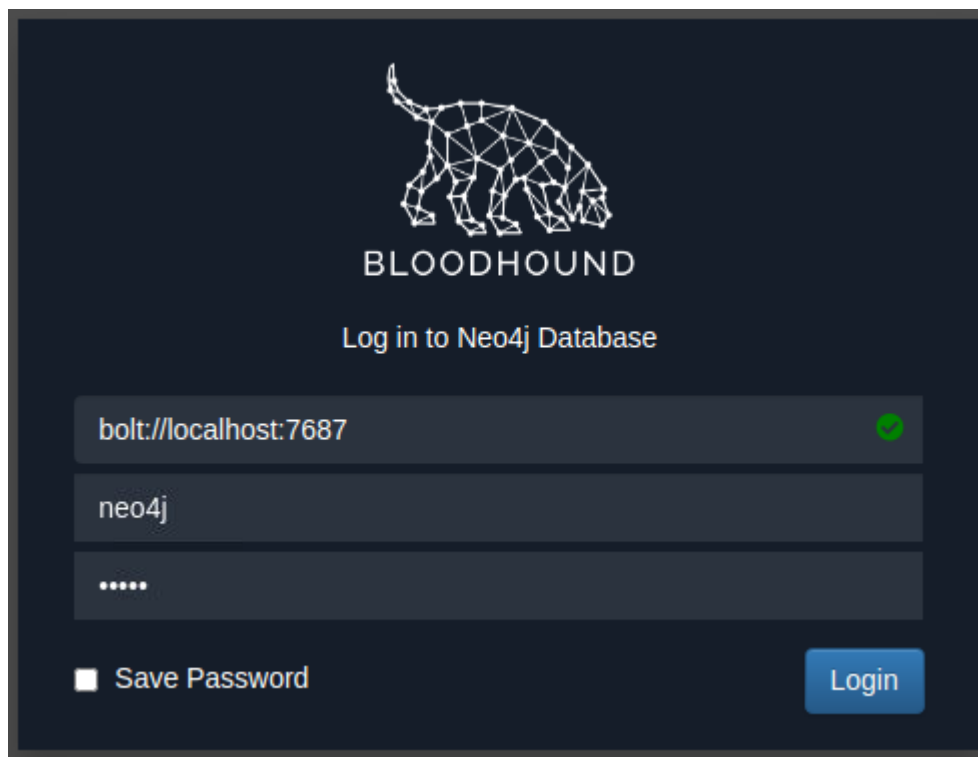 BLOODHOUND
Log in to Neo4j Database
bolt://localhost:7687
neo4j
•••••
Save Password
Login